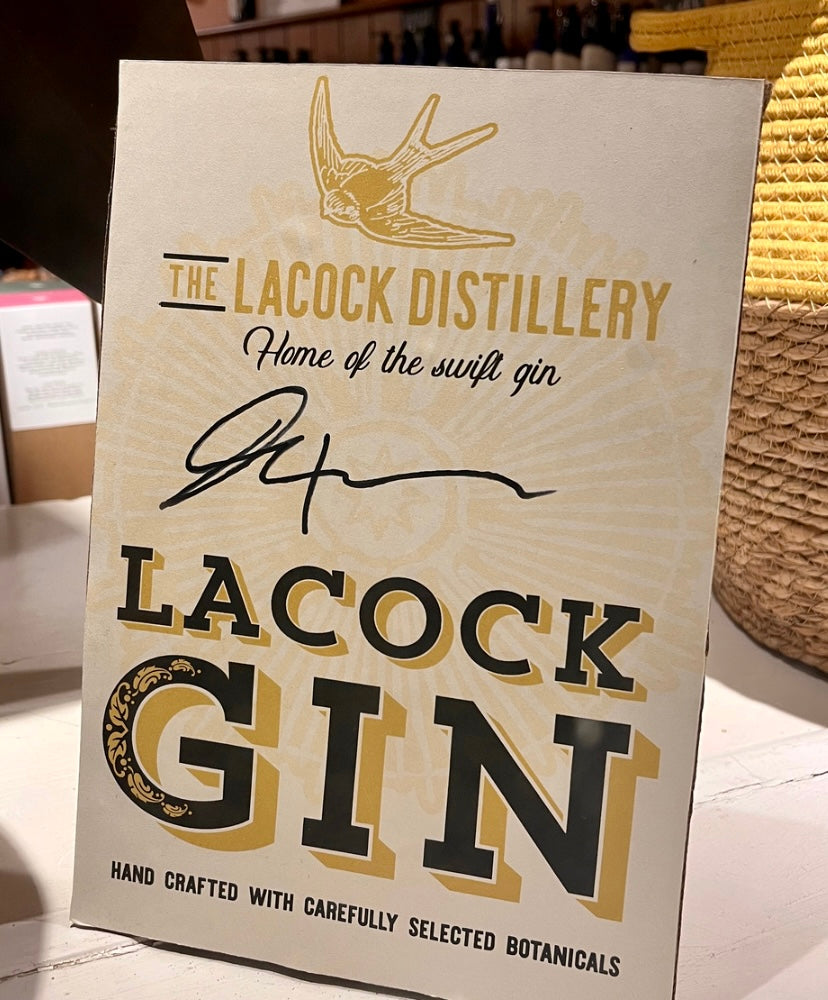 THE LACOCK DISTILLERY
Home of the swift gin
LACOCK
GIN
HAND CRAFTED WITH CAREFULLY SELECTED BOTANICALS